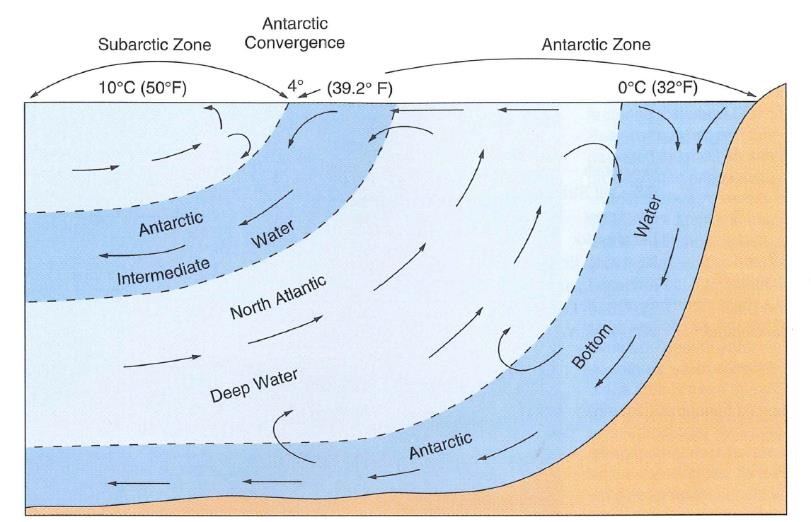 Antarctic
Convergence
Subarctic Zone
Antarctic Zone
10°C (50°F)
4°
(39.2° F)
0°C (32°F)
Antarctic
Water
Intermediate
North Atlantic
Deep Water
Water
Bottom
Antarctic